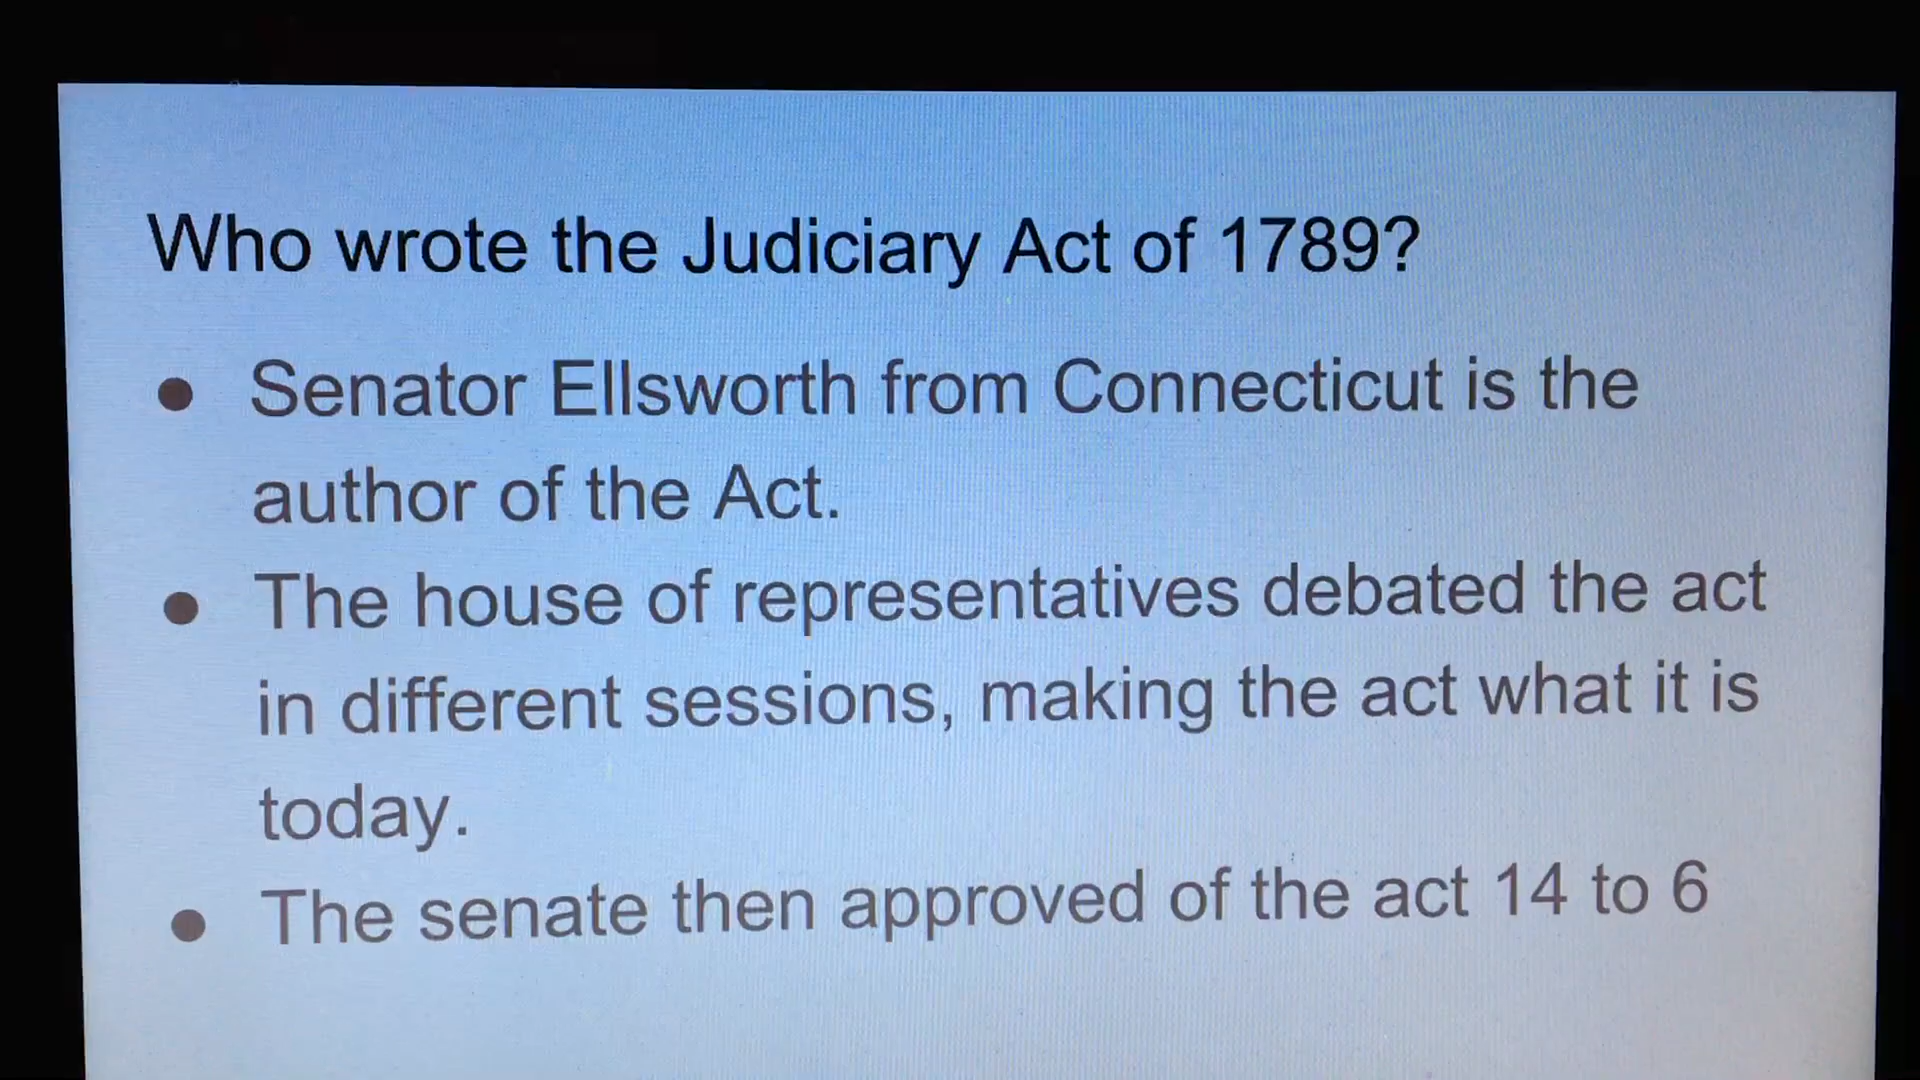 Who wrote the Judiciary Act of 1789?
● Senator Ellsworth from Connecticut is the
author of the Act.
● The house of representatives debated the act
in different sessions, making the act what it is
today.
● The senate then approved of the act 14 to 6